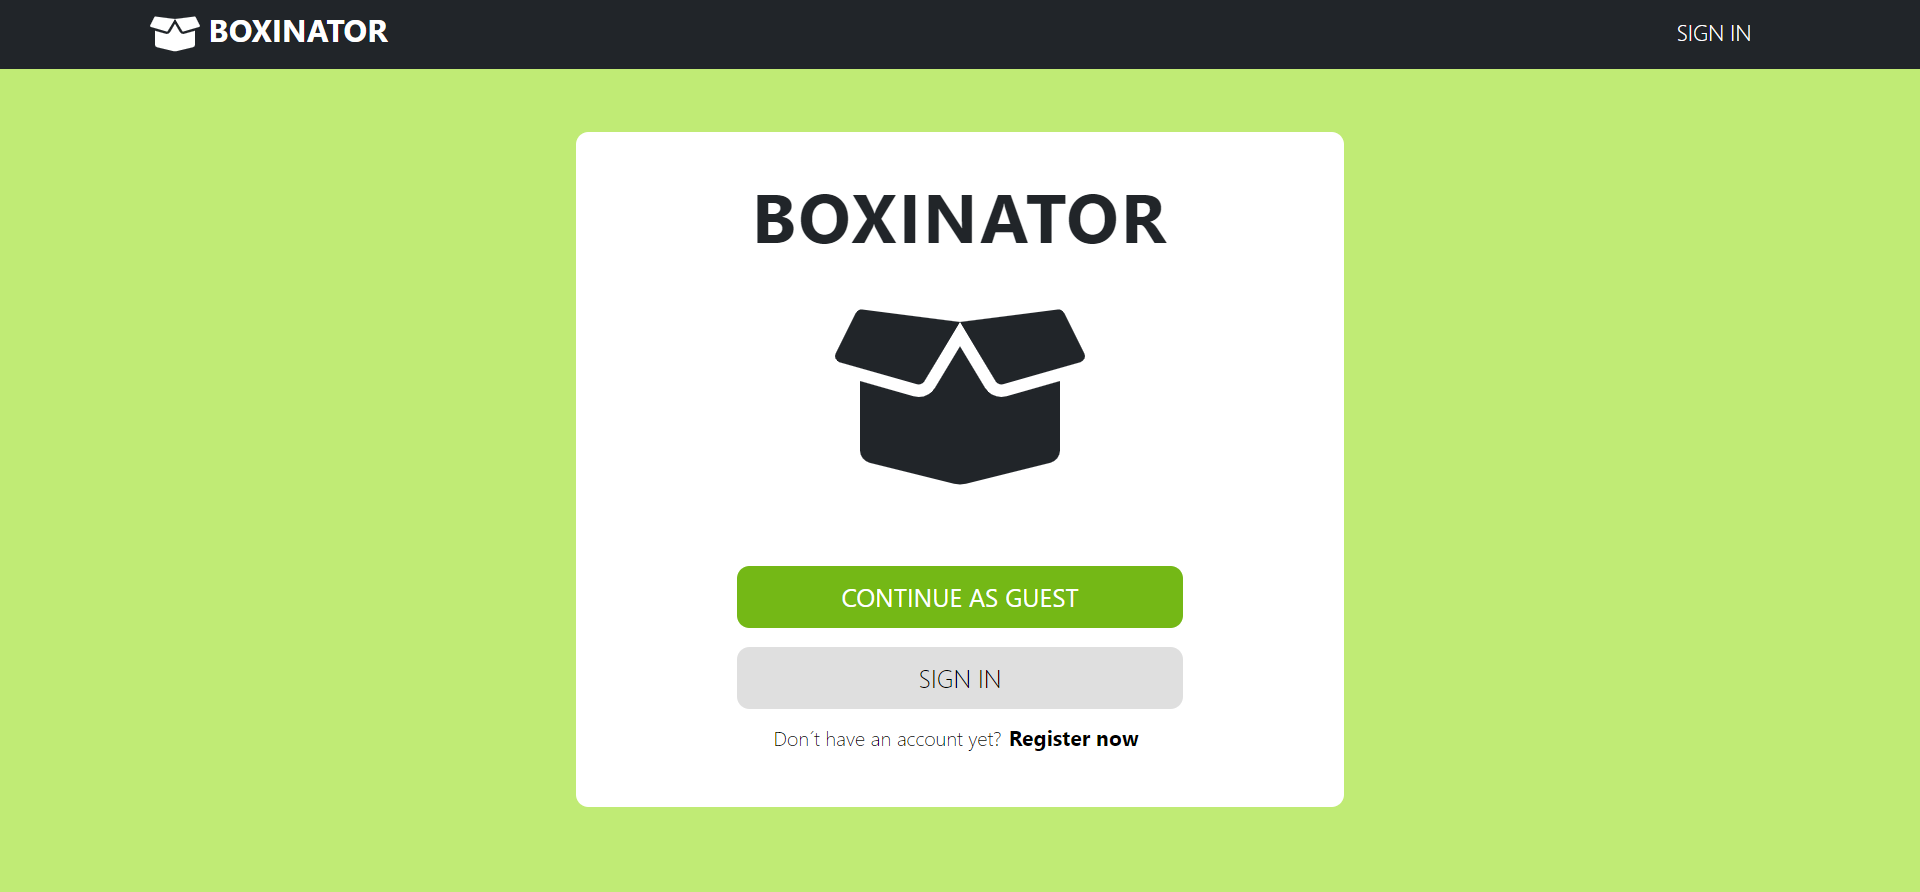 BOXINATOR
SIGN IN
BOXINATOR
CONTINUE AS GUEST
SIGN IN
Don´t have an account yet? Register now